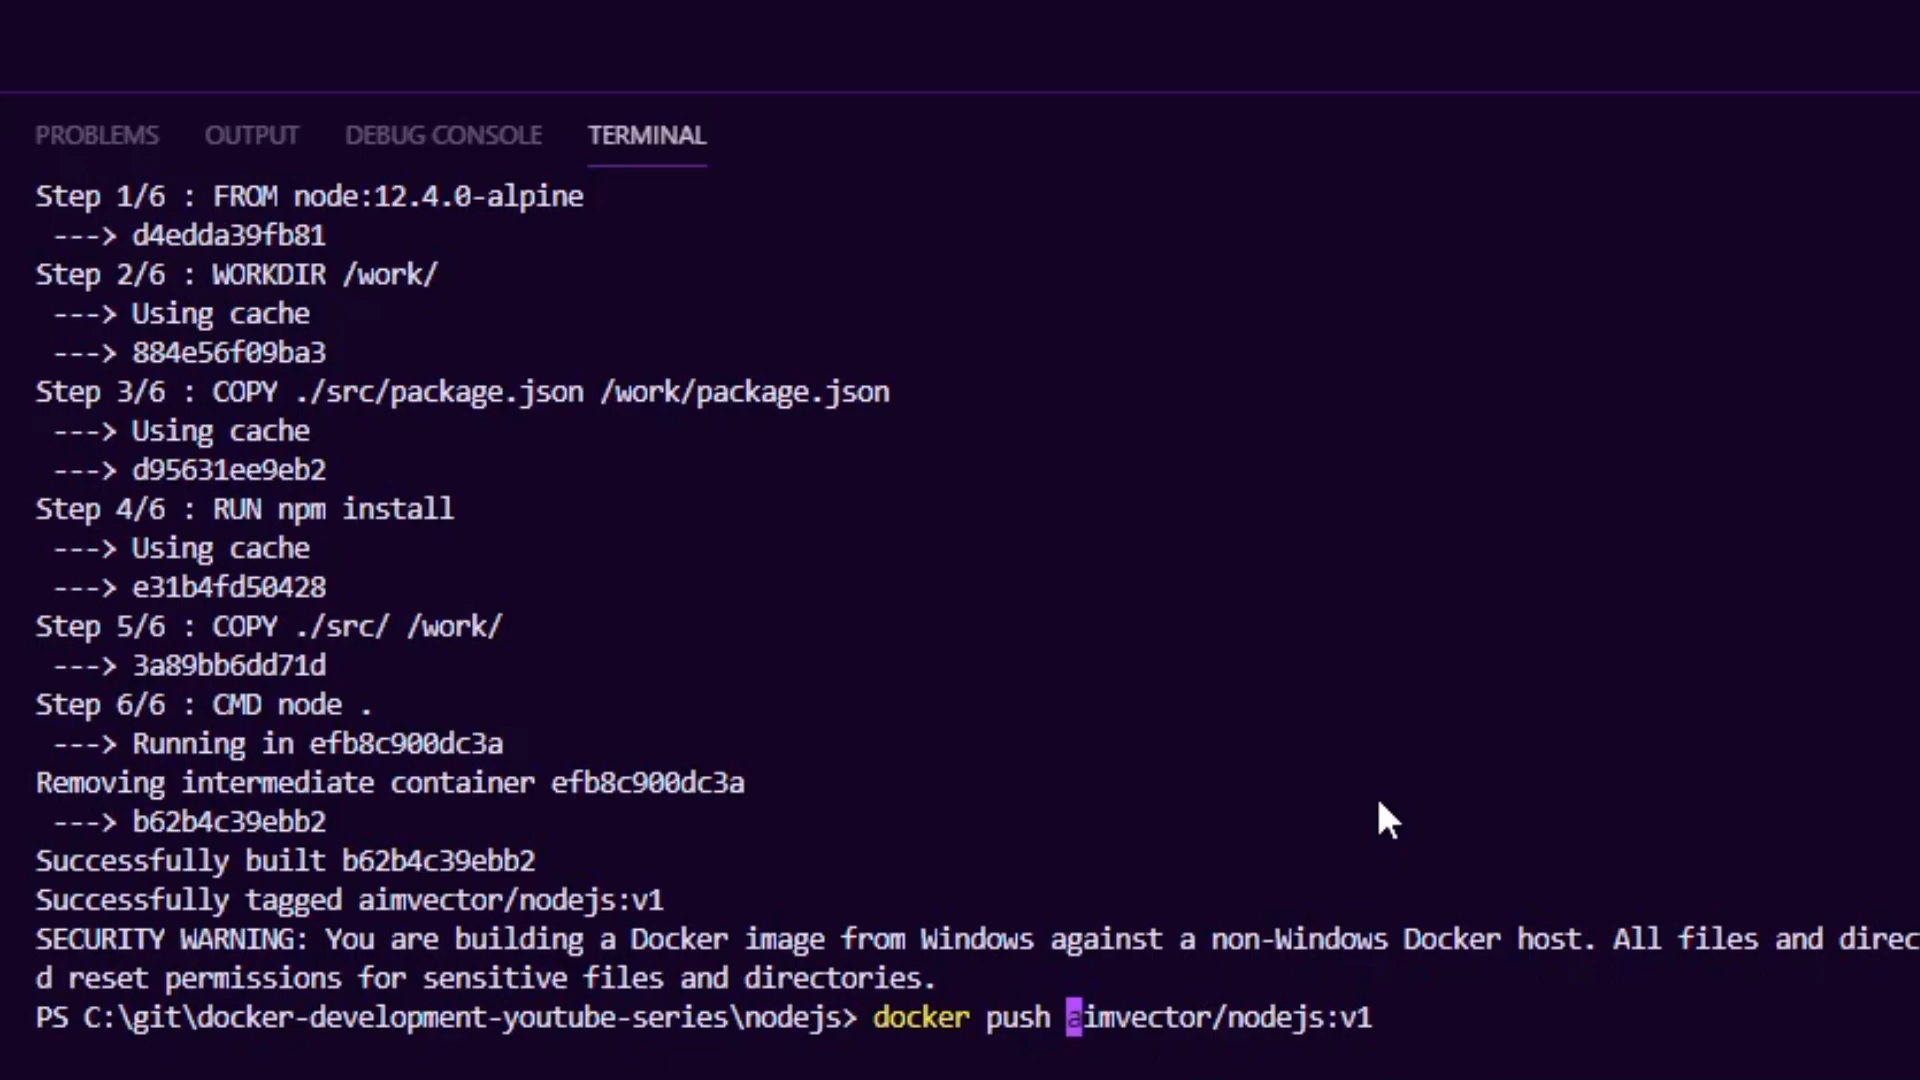 PROBLEMS OUTPUT DEBUG CONSOLE TERMINAL
Step 1/6 : FROM node:12.4.0-alpine
---> d4edda39fb81
Step 2/6 : WORKDIR /work/
---> Using cache
---> 884e56f09ba3
Step 3/6 : COPY ./src/package.json /work/package.json
---> Using cache
---> d95631ee9eb2
Step 4/6 : RUN npm install
---> Using cache
---> e31b4fd50428
Step 5/6 : COPY ./src/ /work/
---> 3a89bb6dd71d
Step 6/6 : CMD node .
---> Running in efb8c900dc3a
Removing intermediate container efb8c900dc3a
---> b62b4c39ebb2
Successfully built b62b4c39ebb2
Successfully tagged aimvector/nodejs:v1
SECURITY WARNING: You are building a Docker image from Windows against a non-Windows Docker host. All files and direc
d reset permissions for sensitive files and directories.
PS C:\git\docker-development-youtube-series\nodejs> docker push aimvector/nodejs:v1